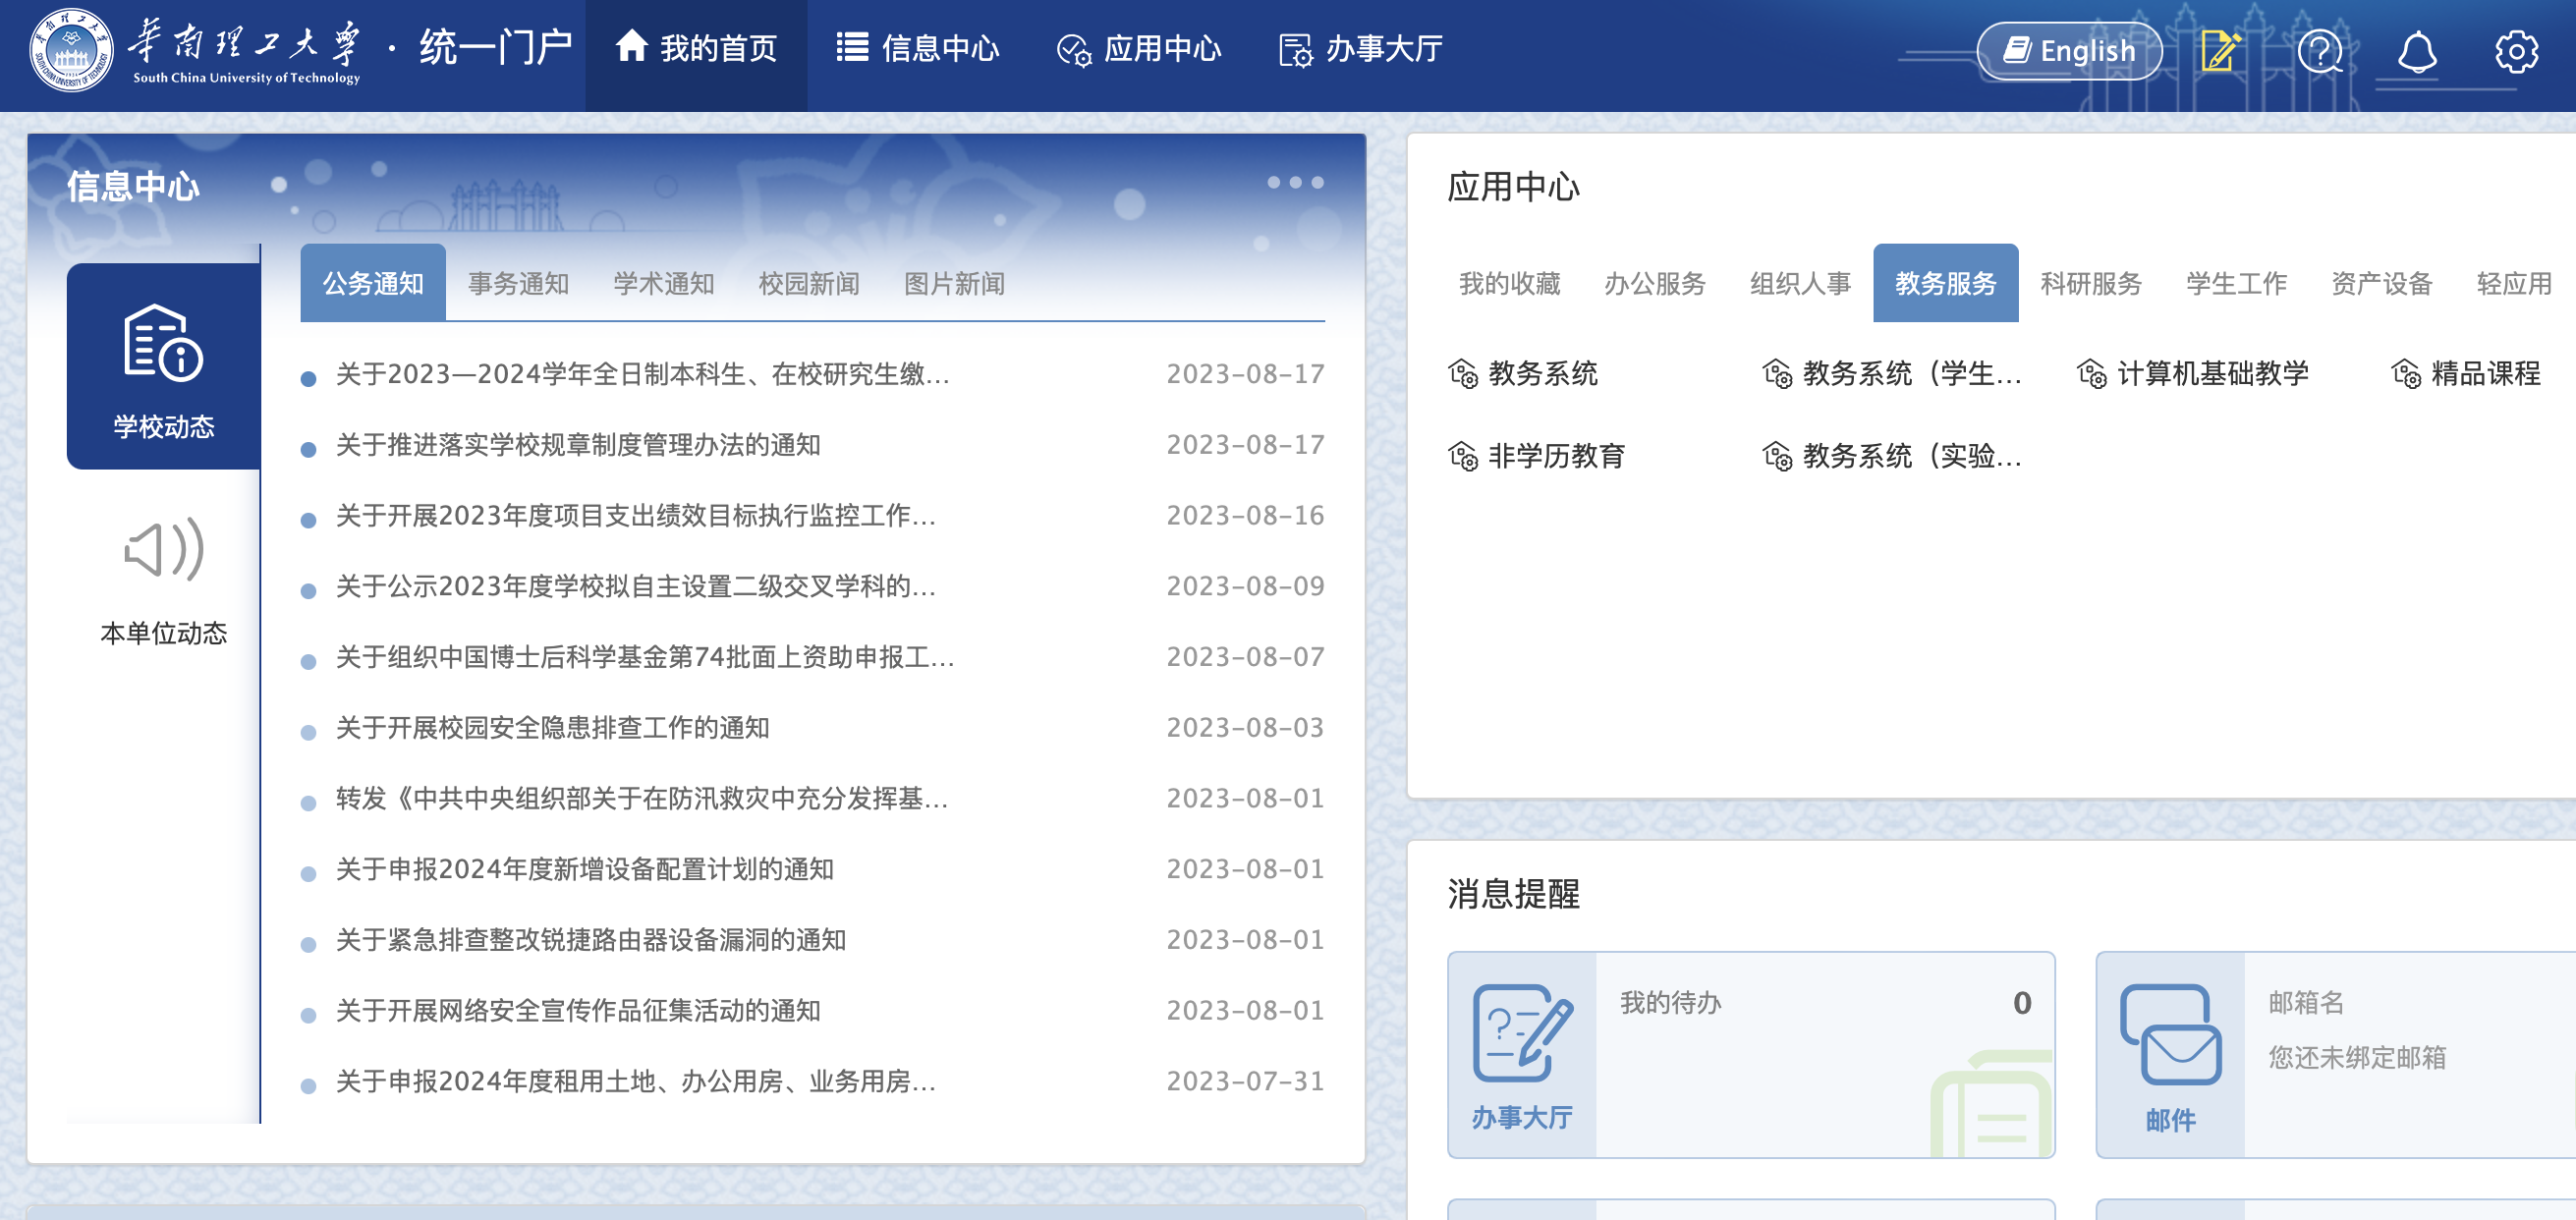 华南理工大学 · 统一门户
South China University of Technology
我的首页 信息中心 应用中心 办事大厅
English
信息中心
公务通知 事务通知 学术通知 校园新闻 图片新闻
学校动态
本单位动态
关于2023—2024学年全日制本科生、在校研究生缴... 2023-08-17
关于推进落实学校规章制度管理办法的通知 2023-08-17
关于开展2023年度项目支出绩效目标执行监控工作... 2023-08-16
关于公示2023年度学校拟自主设置二级交叉学科的... 2023-08-09
关于组织中国博士后科学基金第74批面上资助申报工... 2023-08-07
关于开展校园安全隐患排查工作的通知 2023-08-03
转发《中共中央组织部关于在防汛救灾中充分发挥基... 2023-08-01
关于申报2024年度新增设备配置计划的通知 2023-08-01
关于紧急排查整改锐捷路由器设备漏洞的通知 2023-08-01
关于开展网络安全宣传作品征集活动的通知 2023-08-01
关于申报2024年度租用土地、办公用房、业务用房... 2023-07-31
应用中心
我的收藏 办公服务 组织人事 教务服务 科研服务 学生工作 资产设备 轻应用
教务系统 教务系统（学生... 计算机基础教学 精品课程
非学历教育 教务系统（实验...
消息提醒
我的待办 0
办事大厅
邮箱名
您还未绑定邮箱
邮件